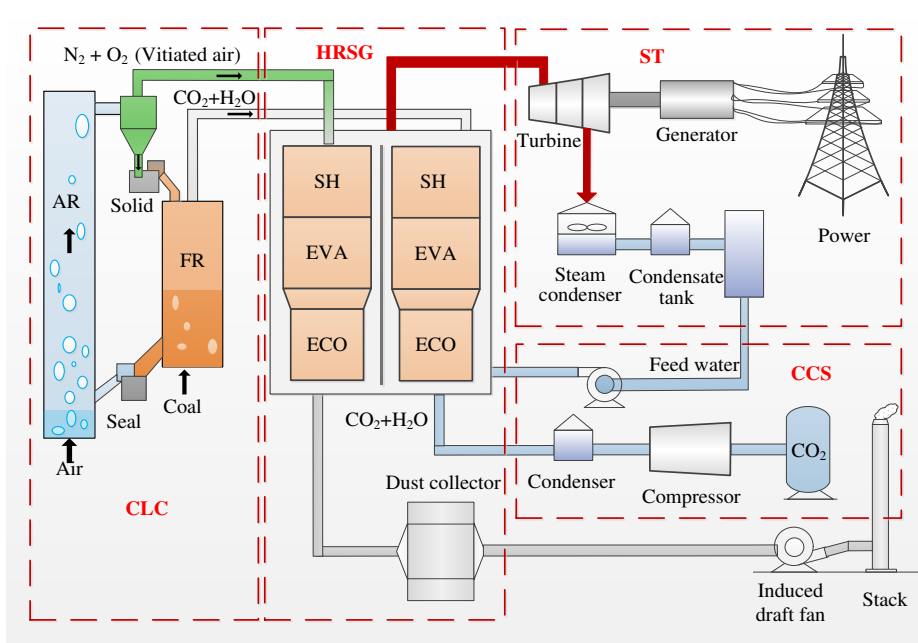 N₂ + O₂ (Vitiated air)
HRSG
ST
CO₂+H₂O
Turbine
Generator
Power
AR
Solid
FR
SH
SH
EVA
EVA
ECO
ECO
Steam
condenser
Condensate
tank
Feed water
CCS
Seal
Coal
Air
CLC
CO₂+H₂O
Condenser
Compressor
CO₂
Dust collector
Induced
draft fan
Stack